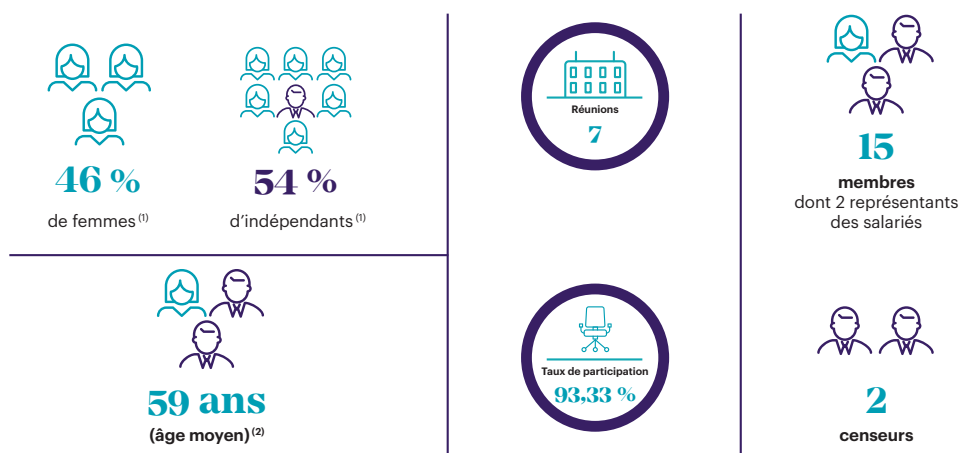 46 %
de femmes (1)
54 %
d'indépendants (1)
59 ans
(âge moyen) (2)
Réunions
7
Taux de participation
93,33 %
15
membres
dont 2 représentants
des salariés
2
censeurs